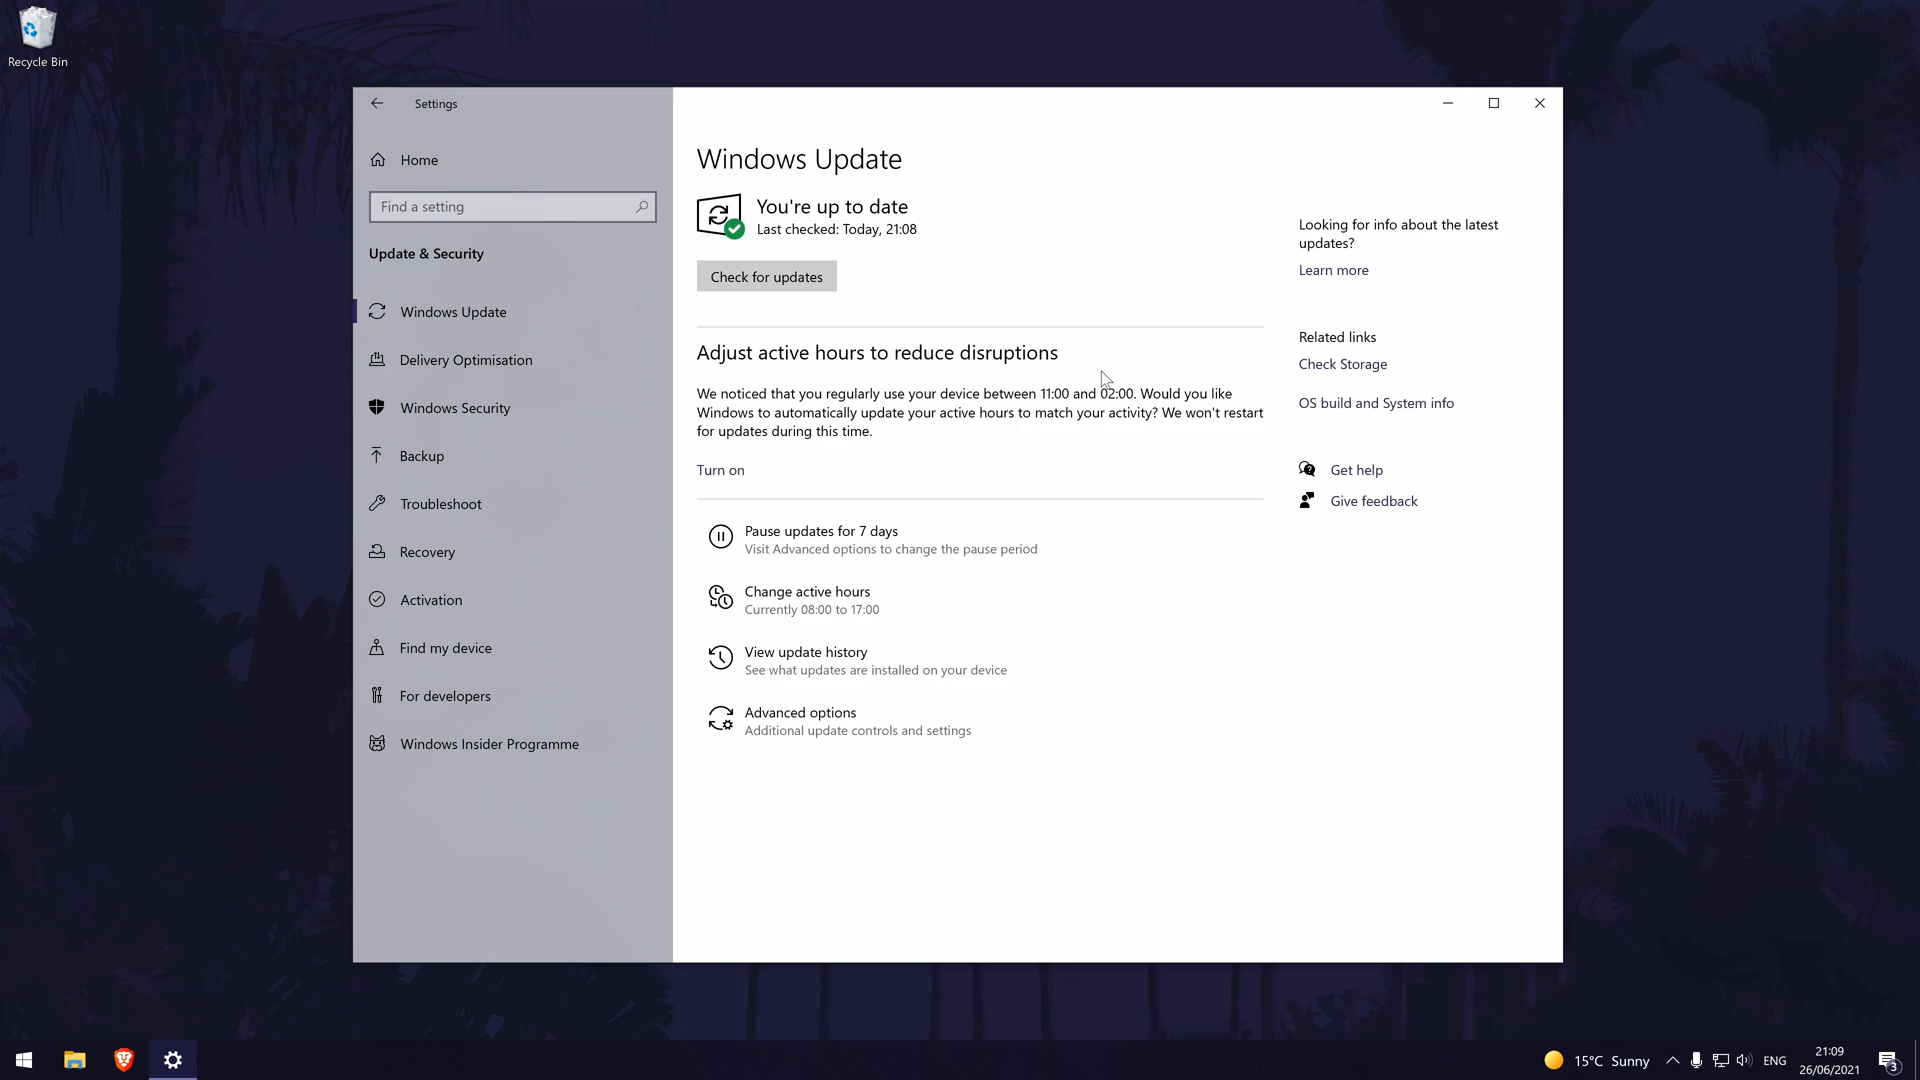 Recycle Bin
Settings
Home
Find a setting
Update & Security
Windows Update
Delivery Optimisation
Windows Security
Backup
Troubleshoot
Recovery
Activation
Find my device
For developers
Windows Insider Programme
Windows Update
You're up to date
Last checked: Today, 21:08
Check for updates
Adjust active hours to reduce disruptions
We noticed that you regularly use your device between 11:00 and 02:00. Would you like
Windows to automatically update your active hours to match your activity? We won't restart
for updates during this time.
Turn on
Pause updates for 7 days
Visit Advanced options to change the pause period
Change active hours
Currently 08:00 to 17:00
View update history
See what updates are installed on your device
Advanced options
Additional update controls and settings
Looking for info about the latest
updates?
Learn more
Related links
Check Storage
OS build and System info
Get help
Give feedback
15°C Sunny
ENG
21:09
26/06/2021
3